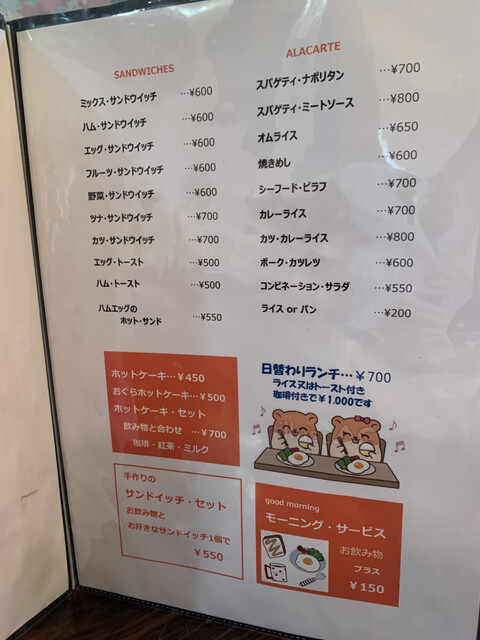 SANDWICHES
ミックス・サンドウイッチ …¥600
ハム・サンドウイッチ …¥600
エッグ・サンドウイッチ …¥600
フルーツ・サンドウィッチ …¥600
野菜・サンドウィッチ …¥600
ツナ・サンドウィッチ …¥700
カツ・サンドウィッチ …¥700
エッグ・トースト …¥500
ハム・トースト …¥500
ハムエッグの
ホット・サンド …¥550
ALACARTE
スパゲティ・ナポリタン …¥700
スパゲティ・ミートソース …¥800
オムライス …¥650
焼きめし …¥600
シーフード・ピラフ …¥700
カレーライス …¥700
カツ・カレーライス …¥800
ポーク・カツレツ …¥600
コンビネーション・サラダ …¥550
ライス or パン …¥200
ホットケーキ…¥450
おぐらホットケーキ…¥500
ホットケーキ・セット
飲み物と合わせ …¥700
珈琲・紅茶・ミルク
日替わりランチ…¥700
ライス又はトースト付き
珈琲付きで¥1.000です
手作りの
サンドイッチ・セット
お飲み物と
お好きなサンドイッチ1個で
¥550
good morning
モーニング・サービス
お飲み物
プラス
¥150